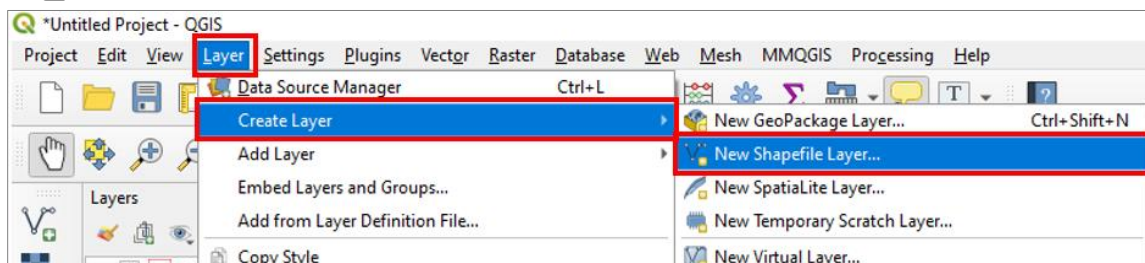 *Untitled Project - QGIS
Project Edit View Layer Settings Plugins Vector Raster Database Web Mesh MMQGIS Processing Help
Data Source Manager Ctrl+L
Create Layer
New GeoPackage Layer... Ctrl+Shift+N
Add Layer
New Shapefile Layer...
Embed Layers and Groups...
New SpatiaLite Layer...
Layers
Add from Layer Definition File...
New Temporary Scratch Layer...
Copy Style
New Virtual Layer...